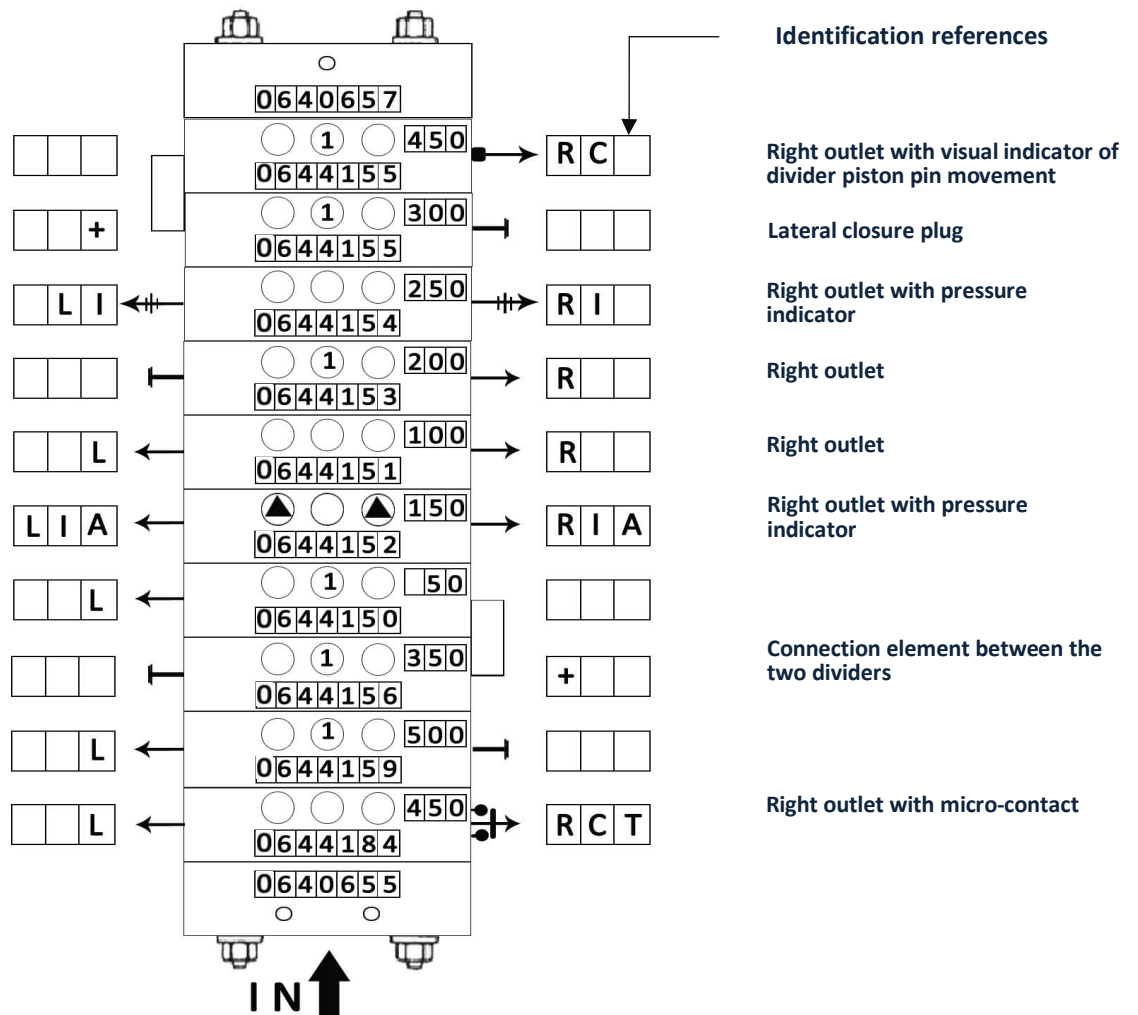 Identification references
0640657
1 450
R C
0644155
Right outlet with visual indicator of
divider piston pin movement
+
1 300
0644155
Lateral closure plug
L I
250
R I
0644154
Right outlet with pressure
indicator
1 200
R
0644153
Right outlet
L
100
R
0644151
Right outlet
L I A
150
R I A
0644152
Right outlet with pressure
indicator
L
1 50
0644150
1 350
+
0644156
Connection element between the
two dividers
L
1 500
0644159
L
450
R C T
0644184
Right outlet with micro-contact
0640655
IN